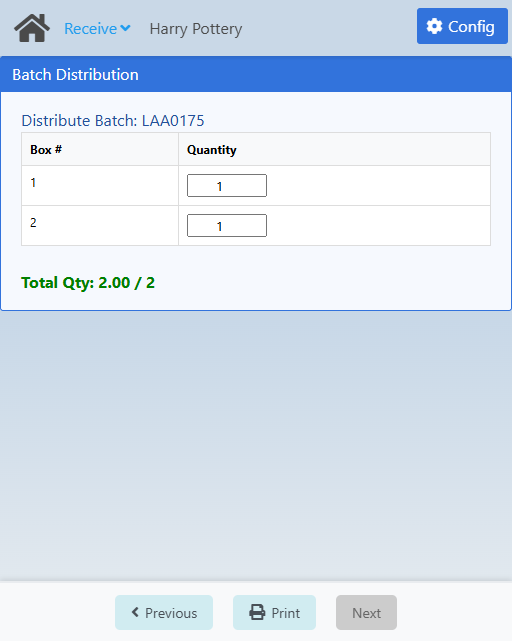 Receive Harry Pottery Config
Batch Distribution
Distribute Batch: LAA0175
Box # Quantity
1 1
2 1
Total Qty: 2.00 / 2
Previous Print Next